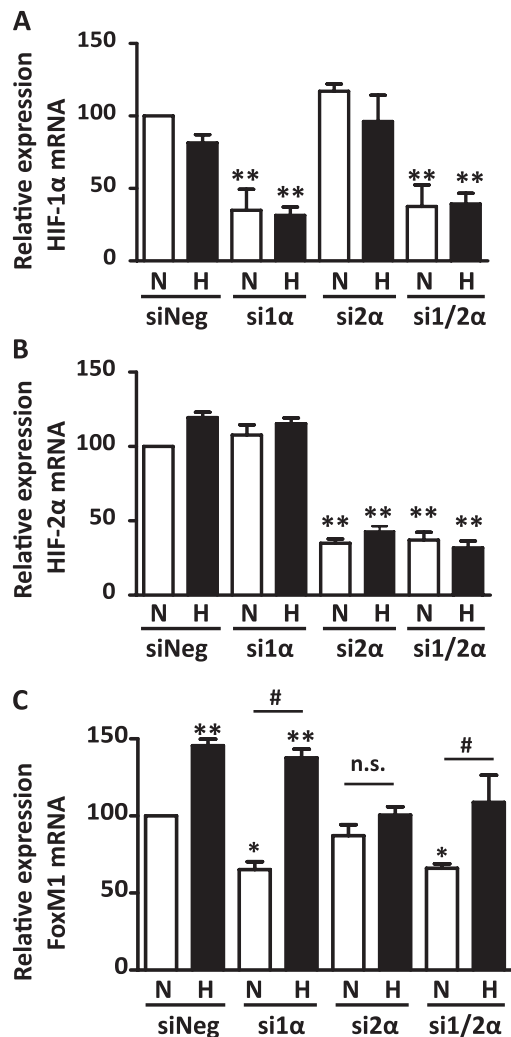 A
Relative expression
HIF-1α mRNA
150
100
50
0
** ** ** **
N H N H N H N H
siNeg si1α si2α si1/2α
B
Relative expression
HIF-2α mRNA
150
100
50
0
** ** ** **
N H N H N H N H
siNeg si1α si2α si1/2α
C
Relative expression
FoxM1 mRNA
150
100
50
0
# n.s. #
** * ** *
N H N H N H N H
siNeg si1α si2α si1/2α